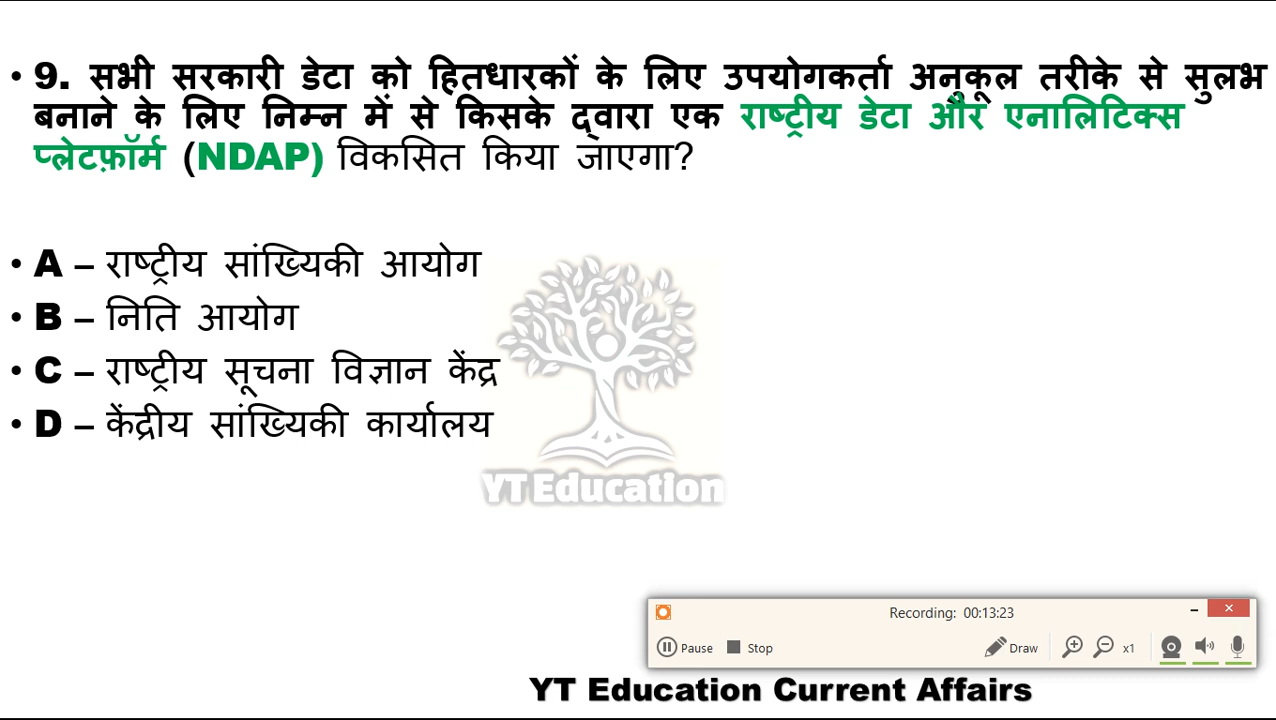 • 9. सभी सरकारी डेटा को हितधारकों के लिए उपयोगकर्ता अनुकूल तरीके से सुलभ
बनाने के लिए निम्न में से किसके द्वारा एक राष्ट्रीय डेटा और एनालिटिक्स
प्लेटफ़ॉर्म (NDAP) विकसित किया जाएगा?
• A – राष्ट्रीय सांख्यिकी आयोग
• B – निति आयोग
• C – राष्ट्रीय सूचना विज्ञान केंद्र
• D – केंद्रीय सांख्यिकी कार्यालय
YT Education
Recording: 00:13:23
Pause Stop Draw x1
YT Education Current Affairs